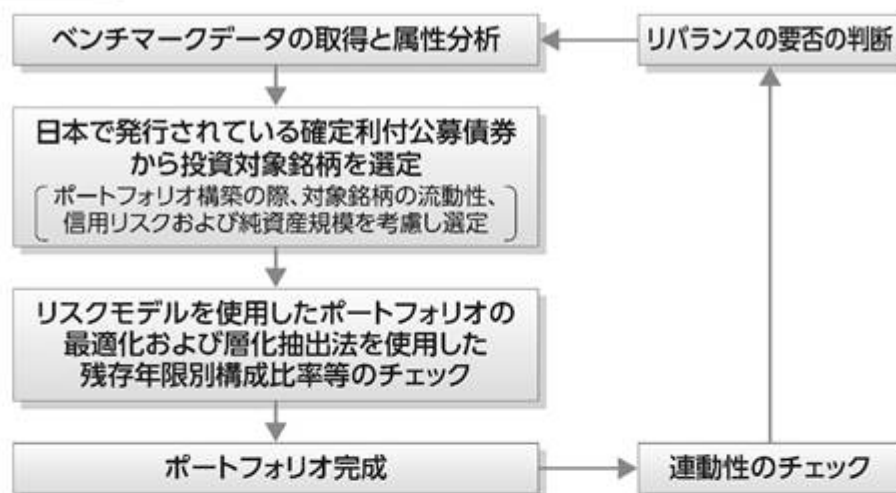 ベンチマークデータの取得と属性分析
リバランスの要否の判断
日本で発行されている確定利付公募債券
から投資対象銘柄を選定
ポートフォリオ構築の際、対象銘柄の流動性、
信用リスクおよび純資産規模を考慮し選定
リスクモデルを使用したポートフォリオの
最適化および層化抽出法を使用した
残存年限別構成比率等のチェック
ポートフォリオ完成
連動性のチェック